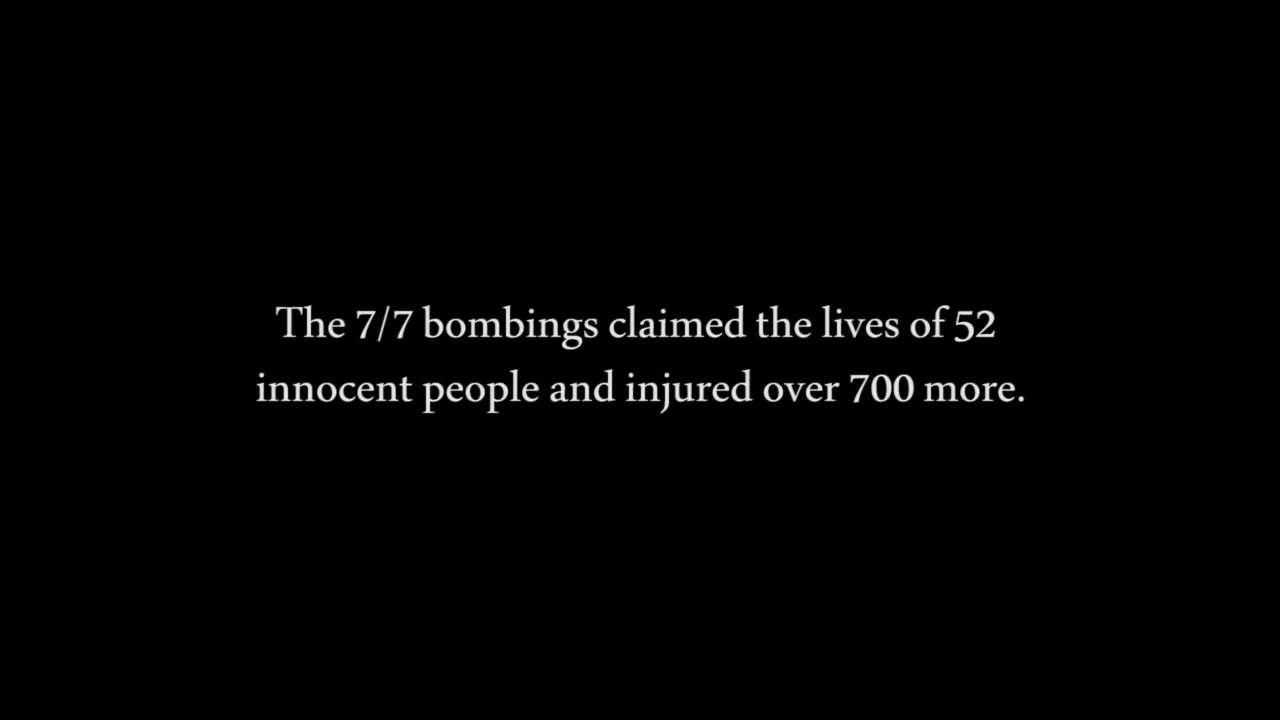 The 7/7 bombings claimed the lives of 52
innocent people and injured over 700 more.